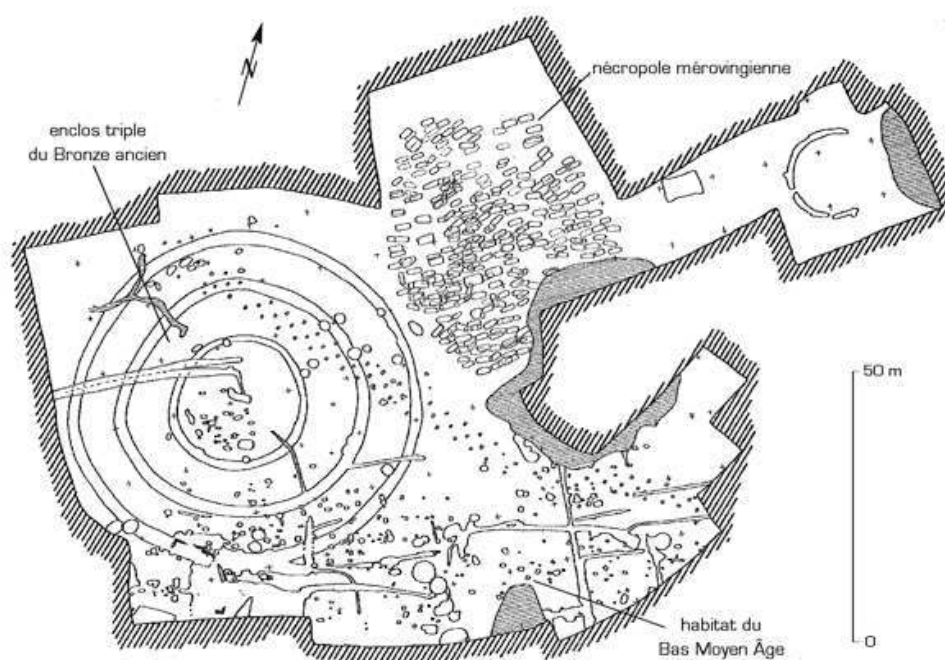 N
nécropole mérovingienne
enclos triple
du Bronze ancien
50 m
0
habitat du
Bas Moyen Âge